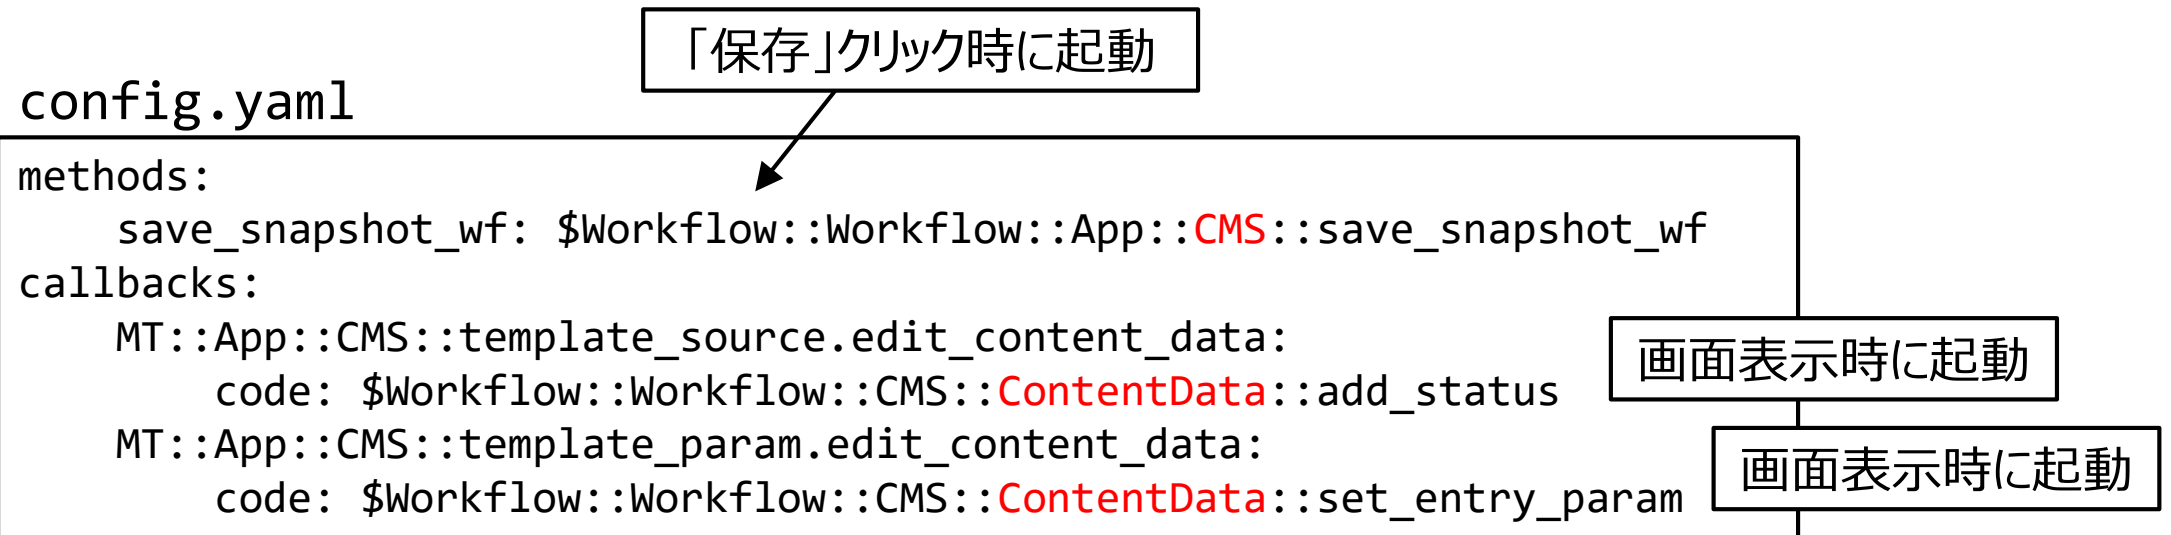 「保存」クリック時に起動
config.yaml
methods:
    save_snapshot_wf: $Workflow::Workflow::App::CMS::save_snapshot_wf
callbacks:
    MT::App::CMS::template_source.edit_content_data:
画面表示時に起動
        code: $Workflow::Workflow::CMS::ContentData::add_status
    MT::App::CMS::template_param.edit_content_data:
画面表示時に起動
        code: $Workflow::Workflow::CMS::ContentData::set_entry_param